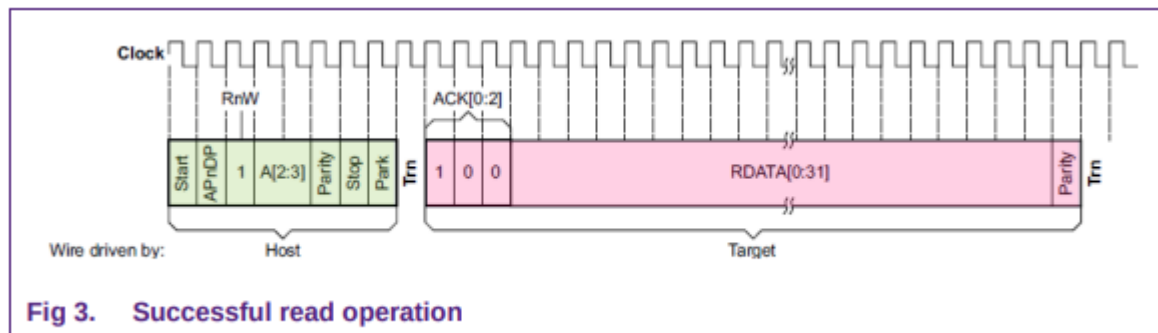 Clock
RnW
ACK[0:2]
Start
APnDP
1
A[2:3]
Parity
Stop
Park
Trn
1
0
0
RDATA[0:31]
Parity
Trn
Wire driven by:
Host
Target
Fig 3. Successful read operation